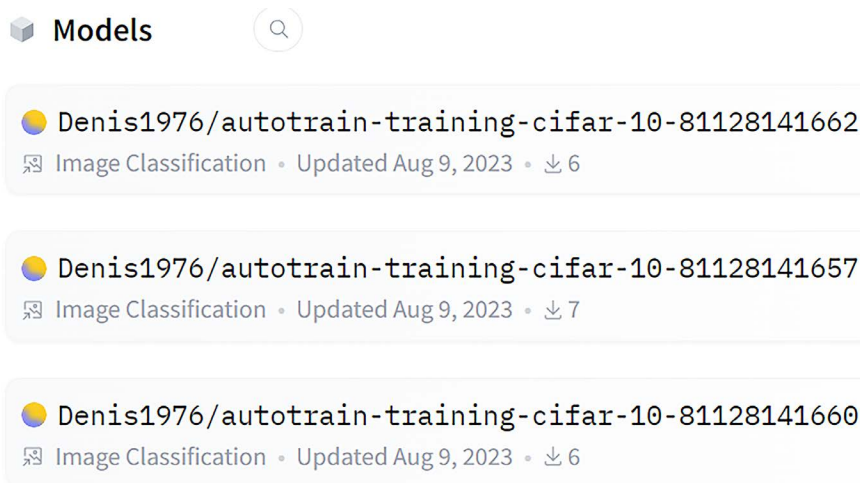 Models
Denis1976/autotrain-training-cifar-10-81128141662
Image Classification • Updated Aug 9, 2023 • 6
Denis1976/autotrain-training-cifar-10-81128141657
Image Classification • Updated Aug 9, 2023 • 7
Denis1976/autotrain-training-cifar-10-81128141660
Image Classification • Updated Aug 9, 2023 • 6